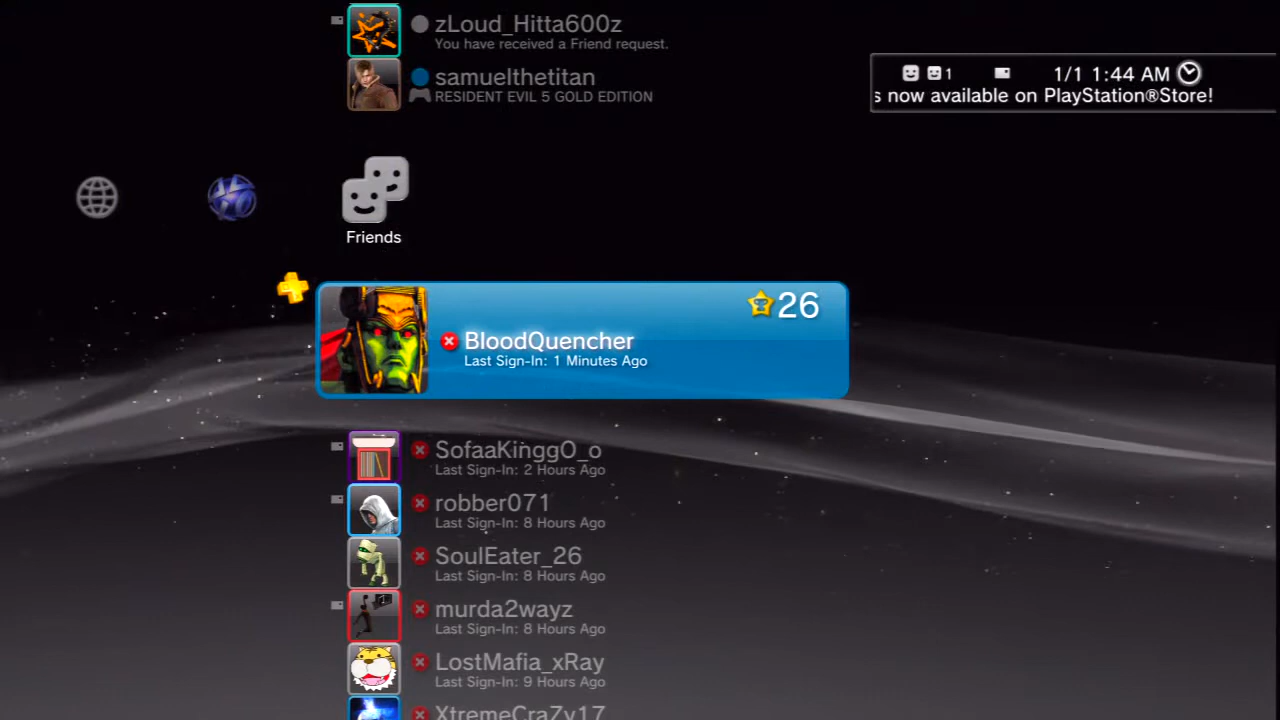 zLoud_Hitta600z
You have received a Friend request.
samuelthetitan
RESIDENT EVIL 5 GOLD EDITION
1 1/1 1:44 AM
s now available on PlayStation®Store!
Friends
26
BloodQuencher
Last Sign-In: 1 Minutes Ago
SofaaKinggO_o
Last Sign-In: 2 Hours Ago
robber071
Last Sign-In: 8 Hours Ago
SoulEater_26
Last Sign-In: 8 Hours Ago
murda2wayz
Last Sign-In: 8 Hours Ago
LostMafia_xRay
Last Sign-In: 9 Hours Ago
XtremeCraZy17